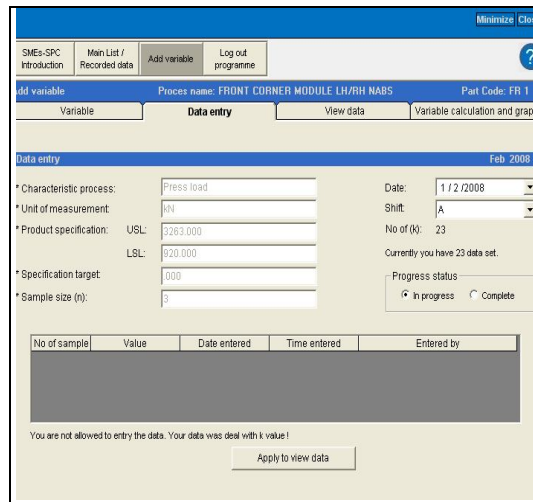 Minimize Clos
SMEs-SPC Introduction
Main List / Recorded data
Add variable
Log out programme
?
Add variable Proces name: FRONT CORNER MODULE LH/RH NABS Part Code: FR 1
Variable Data entry View data Variable calculation and grap
Data entry Feb 2008
* Characteristic process: Press load Date: 1 / 2 /2008
* Unit of measurement: kN Shift: A
* Product specification: USL: 3263.000 No of (k): 23
LSL: 920.000 Currently you have 23 data set.
* Specification target: .000 Progress status
* Sample size (n): 3 In progress Complete
No of sample Value Date entered Time entered Entered by
You are not allowed to entry the data. Your data was deal with k value !
Apply to view data